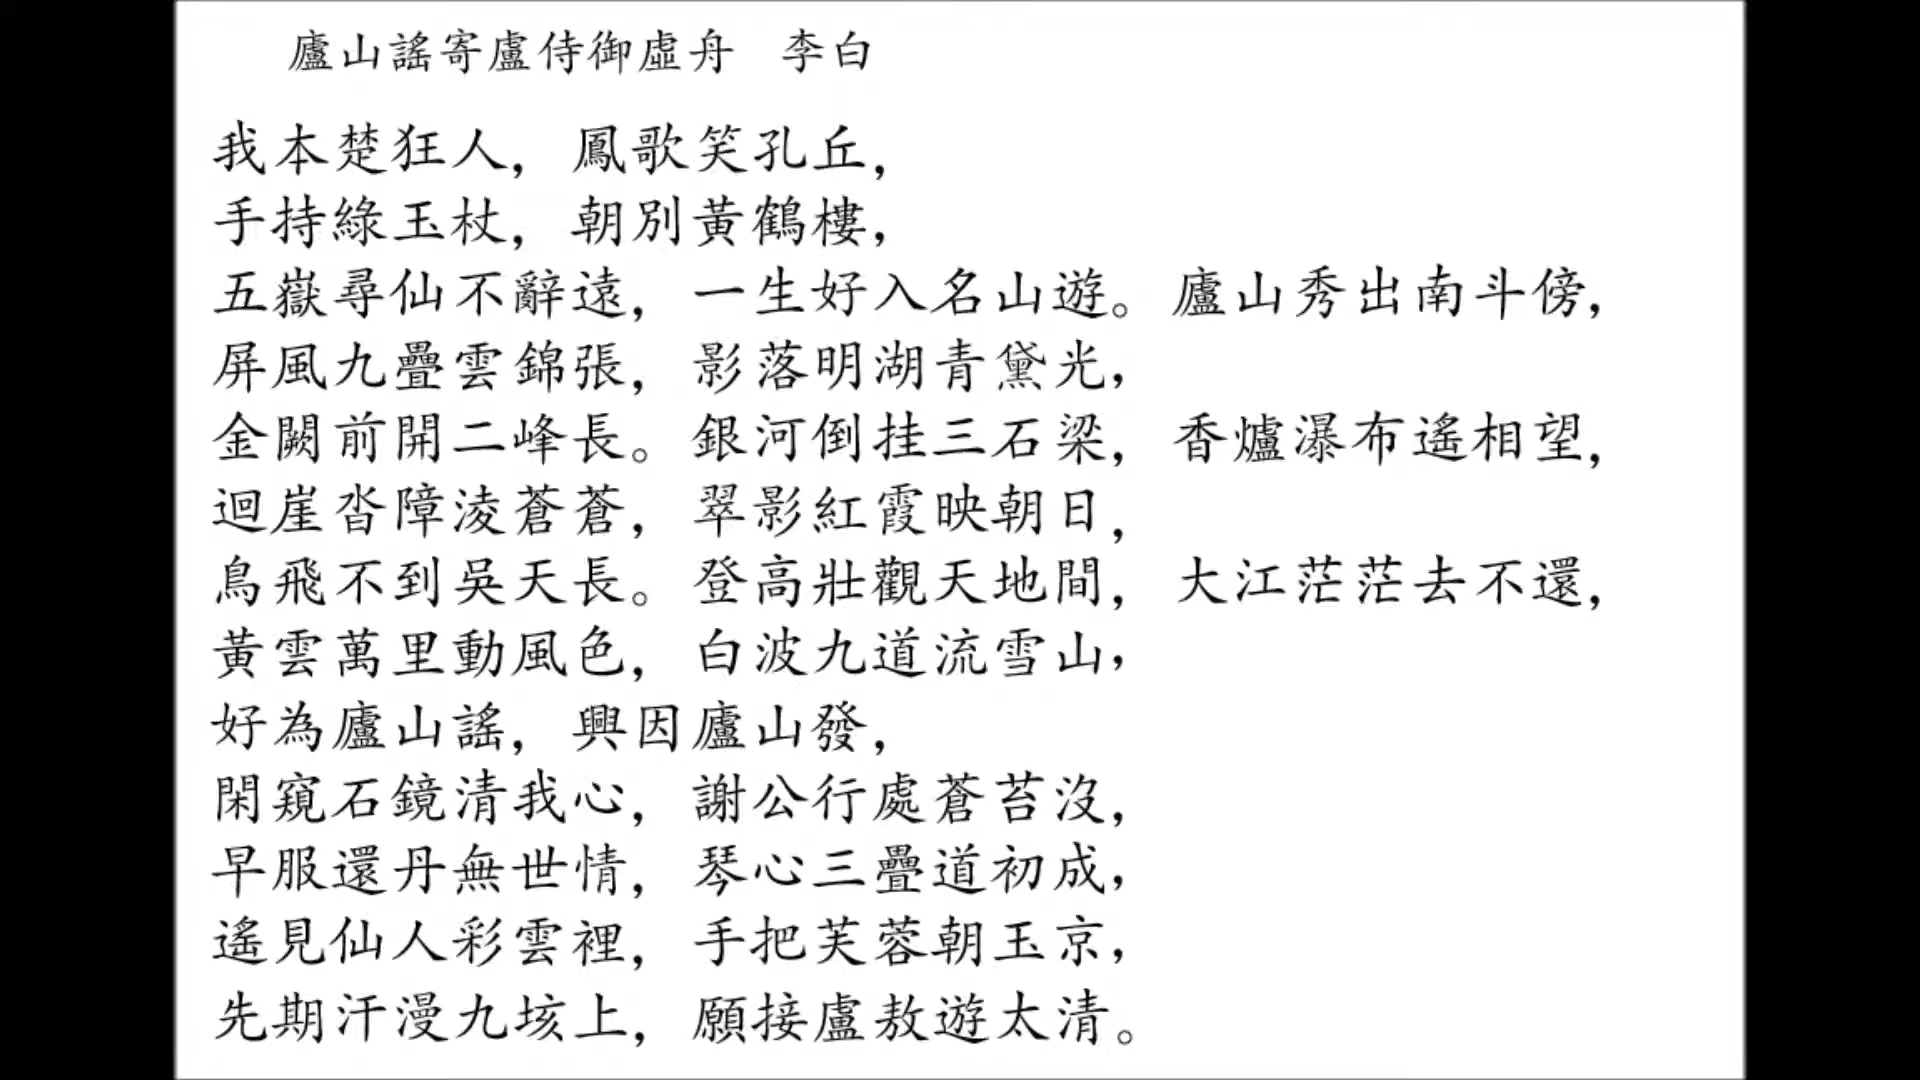 廬山謠寄盧侍御虛舟 李白
我本楚狂人，鳳歌笑孔丘，
手持綠玉杖，朝別黃鶴樓，
五嶽尋仙不辭遠，一生好入名山遊。廬山秀出南斗傍，
屏風九疊雲錦張，影落明湖青黛光，
金闕前開二峰長。銀河倒挂三石梁，香爐瀑布遙相望，
迴崖沓障淩蒼蒼，翠影紅霞映朝日，
鳥飛不到吳天長。登高壯觀天地間，大江茫茫去不還，
黃雲萬里動風色，白波九道流雪山，
好為廬山謠，興因廬山發，
閑窺石鏡清我心，謝公行處蒼苔沒，
早服還丹無世情，琴心三疊道初成，
遙見仙人彩雲裡，手把芙蓉朝玉京，
先期汗漫九垓上，願接盧敖遊太清。